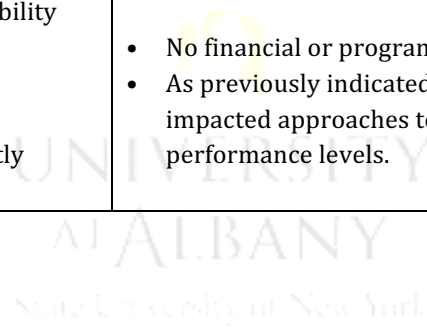 bility
• No financial or program
• As previously indicated
impacted approaches to
tly
performance levels.
UNIVERSITY
AT ALBANY
State University of New York